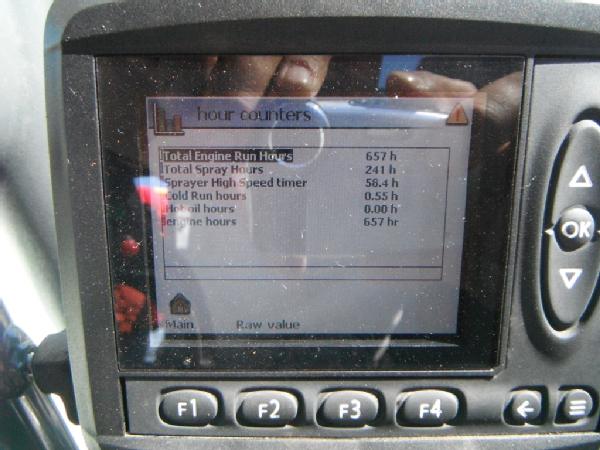 hour counters
Total Engine Run Hours 657 h
Total Spray Hours 241 h
Sprayer High Speed timer 58.4 h
Cold Run hours 0.55 h
Hot oil hours 0.00 h
engine hours 657 hr
Main Raw value
OK
F1 F2 F3 F4